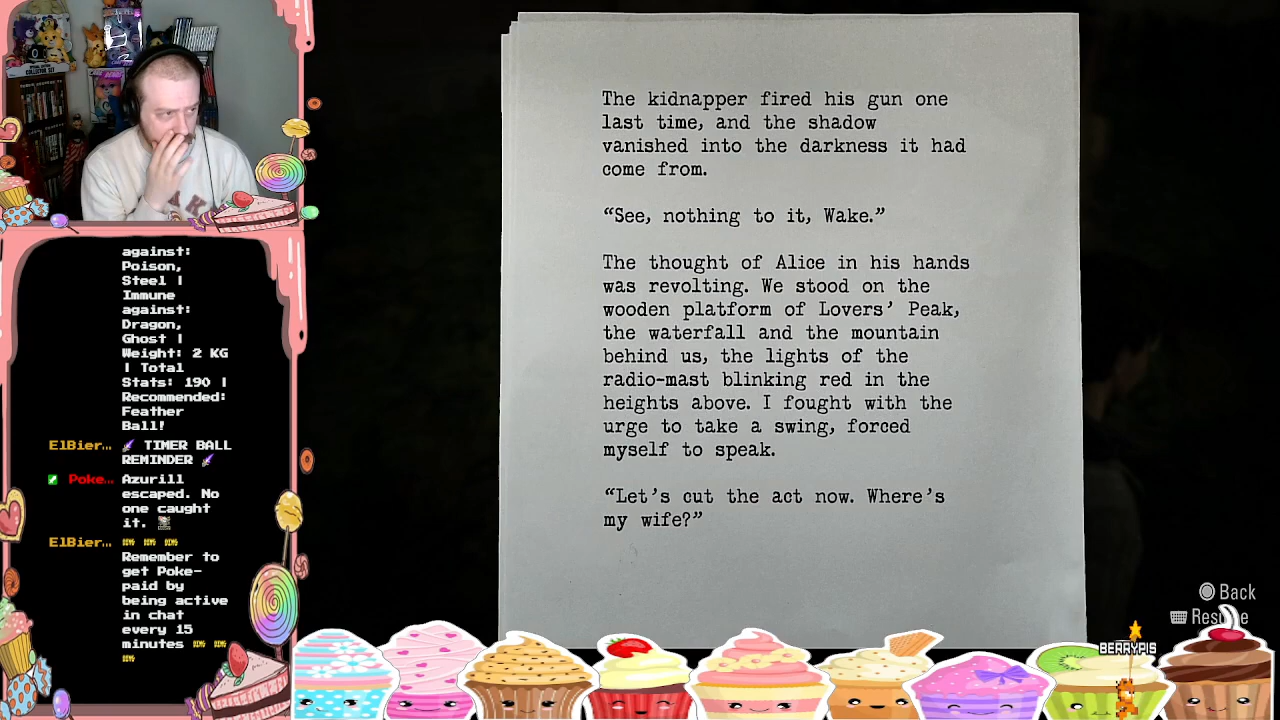 The kidnapper fired his gun one
last time, and the shadow
vanished into the darkness it had
come from.
“See, nothing to it, Wake.”
The thought of Alice in his hands
was revolting. We stood on the
wooden platform of Lovers’ Peak,
the waterfall and the mountain
behind us, the lights of the
radio-mast blinking red in the
heights above. I fought with the
urge to take a swing, forced
myself to speak.
“Let’s cut the act now. Where’s
my wife?”
against:
Poison,
Steel |
Immune
against:
Dragon,
Ghost |
Weight: 2 KG
| Total
Stats: 190 |
Recommended:
Feather
Ball!
ElBier… TIMER BALL
REMINDER
Poke… Azurill
escaped. No
one caught
it.
ElBier…
Remember to
get Poke-
paid by
being active
in chat
every 15
minutes
Back
BERRYPIS